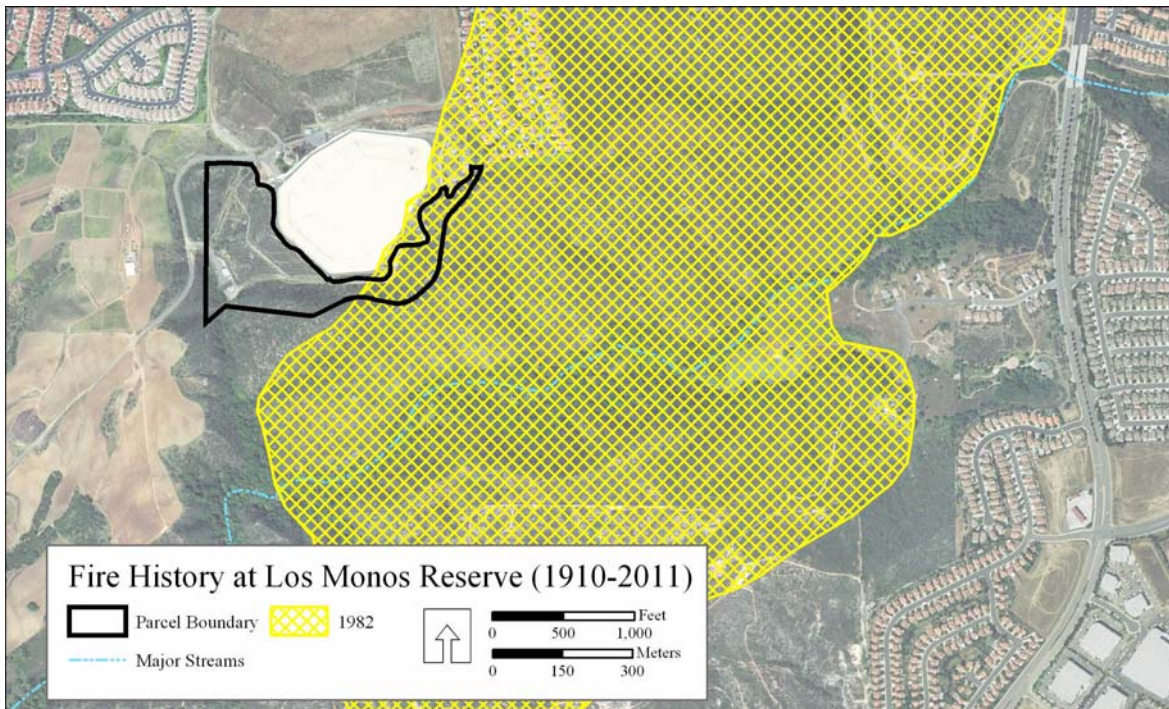 Fire History at Los Monos Reserve (1910-2011)
Parcel Boundary
1982
Major Streams
Feet
0 500 1,000
Meters
0 150 300